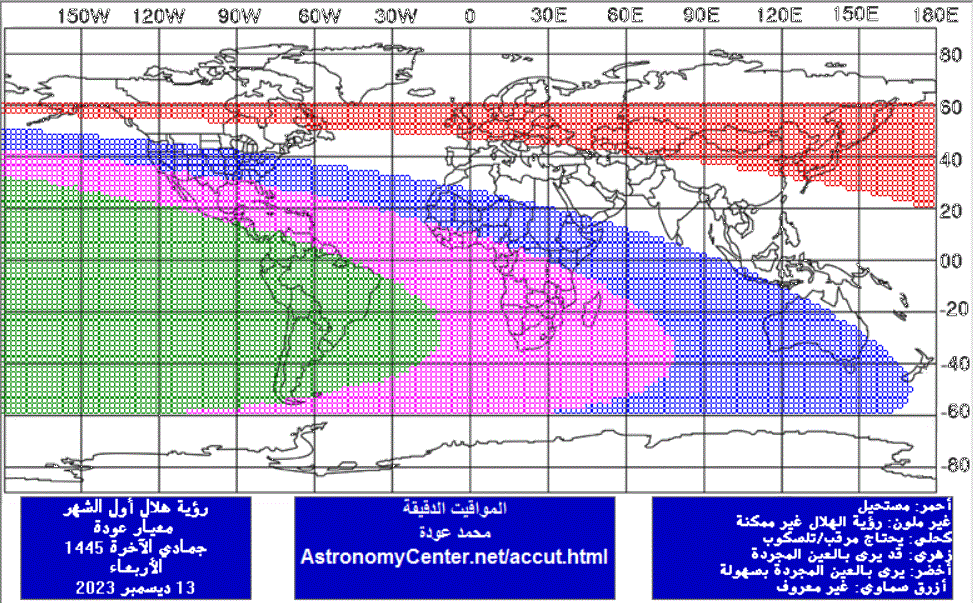 150W 120W 90W 60W 30W 0 30E 60E 90E 120E 150E 180E
80
60
40
20
00
-20
-40
-60
-80
رؤية هلال أول الشهر
معيار عودة
جمادي الآخرة 1445
الأربعاء
13 ديسمبر 2023
المواقيت الدقيقة
محمد عودة
AstronomyCenter.net/accut.html
أحمر: مستحيل
غير ملون: رؤية الهلال غير ممكنة
كحلي: يحتاج مرقب/تلسكوب
زهري: قد يرى بالعين المجردة
أخضر: يرى بالعين المجردة بسهولة
أزرق سماوي: غير معروف